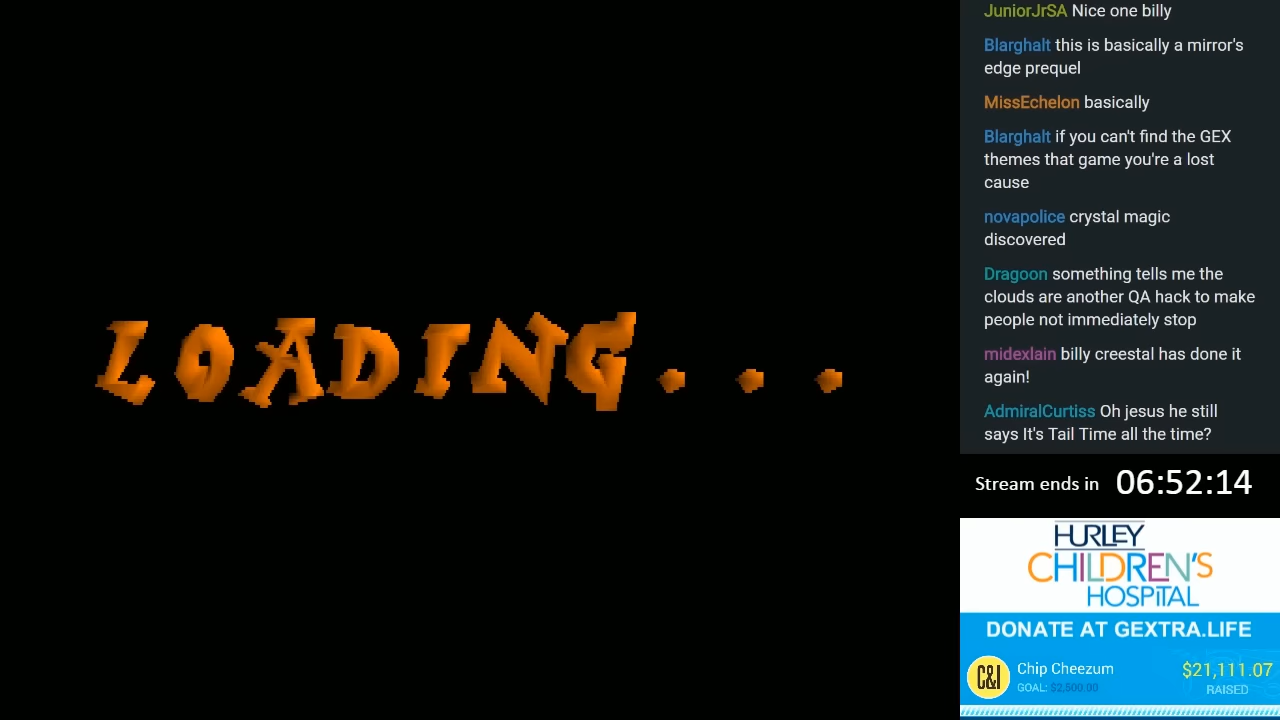 LOADING...
JuniorJrSA Nice one billy
Blarghalt this is basically a mirror's
edge prequel
MissEchelon basically
Blarghalt if you can't find the GEX
themes that game you're a lost
cause
novapolice crystal magic
discovered
Dragoon something tells me the
clouds are another QA hack to make
people not immediately stop
midexlain billy creestal has done it
again!
AdmiralCurtiss Oh jesus he still
says It's Tail Time all the time?
Stream ends in 06:52:14
HURLEY
CHILDREN'S
HOSPITAL
DONATE AT GEXTRA.LIFE
C&I
Chip Cheezum $21,111.07
GOAL: $2,500.00 RAISED